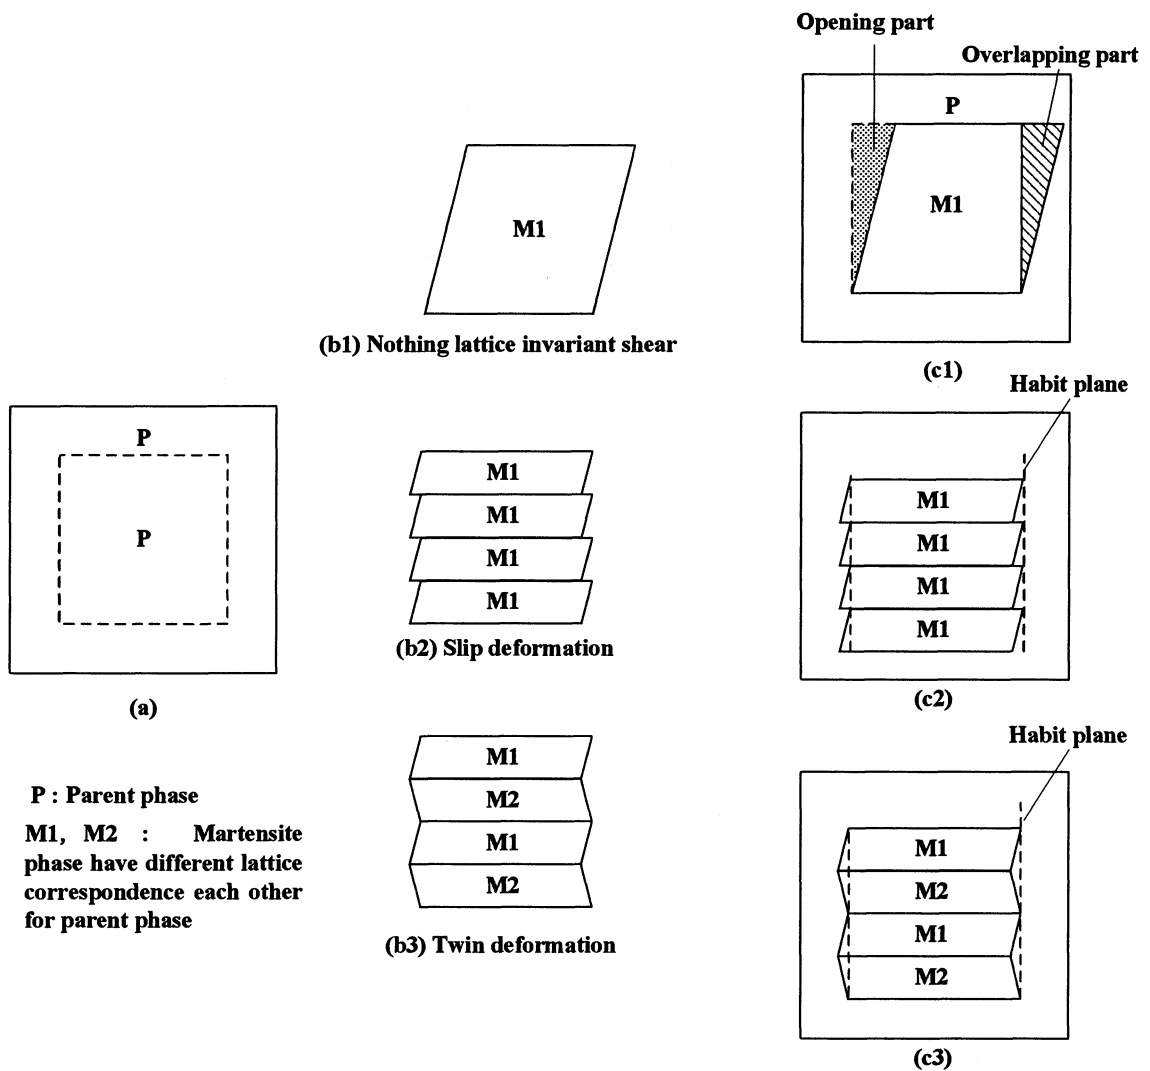 Opening part
Overlapping part
P
M1
M1
(b1) Nothing lattice invariant shear
(c1)
Habit plane
P
P
(a)
M1
M1
M1
M1
(b2) Slip deformation
M1
M1
M1
M1
(c2)
Habit plane
M1
M2
M1
M2
(b3) Twin deformation
M1
M2
M1
M2
(c3)
P : Parent phase
M1, M2 : Martensite
phase have different lattice
correspondence each other
for parent phase